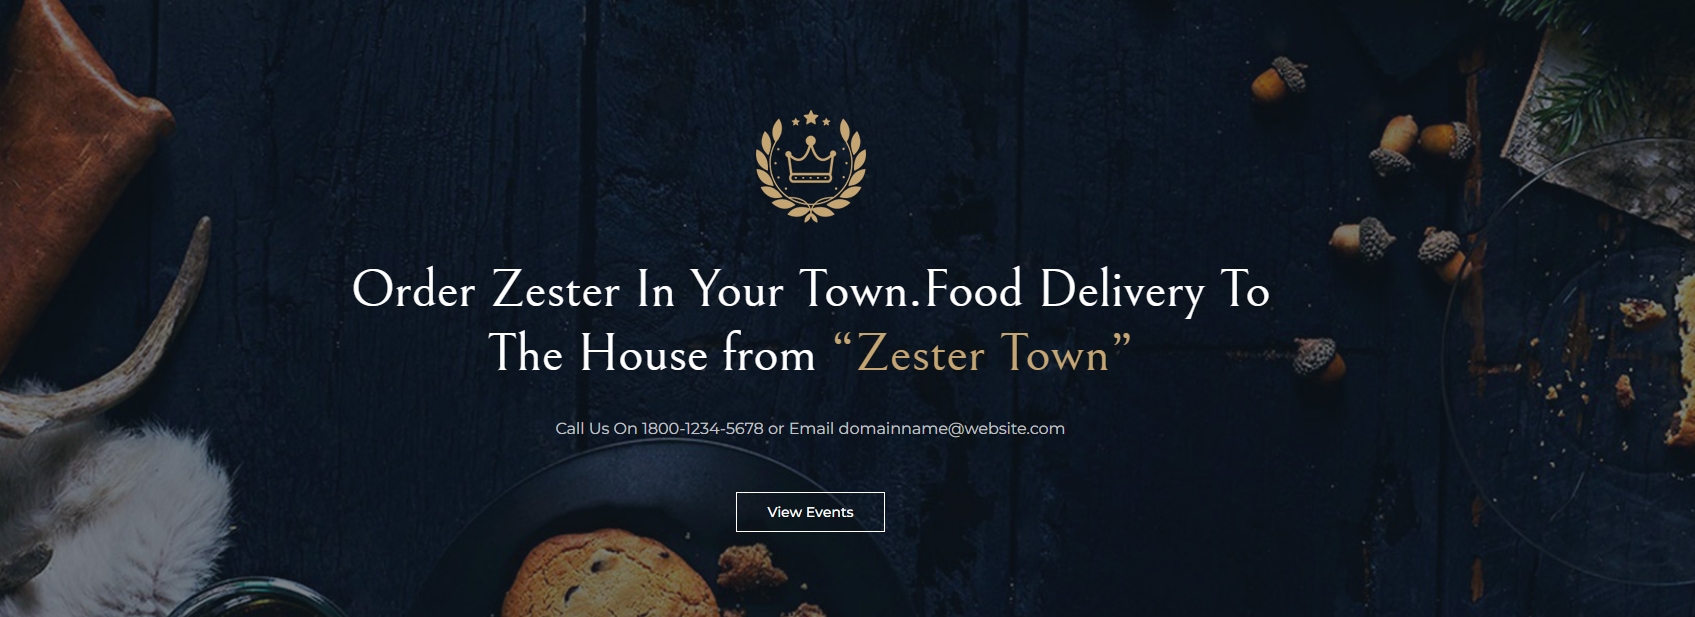 Order Zester In Your Town.Food Delivery To
The House from “Zester Town”
Call Us On 1800-1234-5678 or Email domainname@website.com
View Events